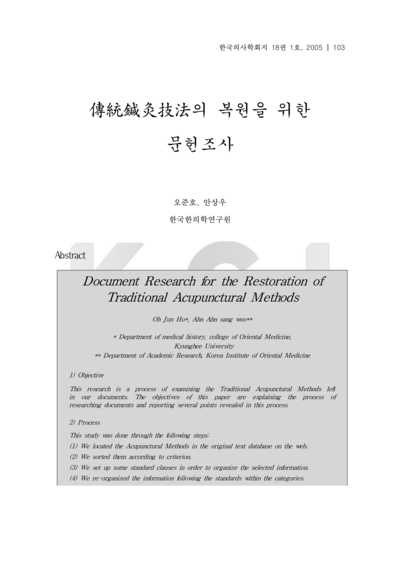 한국의사학회지 18권 1호, 2005 ∥ 103
傳統鍼灸技法의 복원을 위한
문헌조사
오준호, 안상우
한국한의학연구원
Abstract
Document Research for the Restoration of
Traditional Acupunctural Methods
Oh Jun Ho*, Ahn Ahn sang woo**
* Department of medical history, college of Oriental Medicine,
Kyunghee University
** Department of Academic Research, Korea Institute of Oriental Medicine
1) Objective
This research is a process of examining the Traditional Acupunctural Methods left
in our documents. The objectives of this paper are explaining the process of
researching documents and reporting several points revealed in this process.
2) Process
This study was done through the following steps:
(1) We located the Acupunctural Methods in the original text database on the web.
(2) We sorted them according to criterion.
(3) We set up some standard clauses in order to organize the selected information.
(4) We re-organized the information following the standards within the categories.